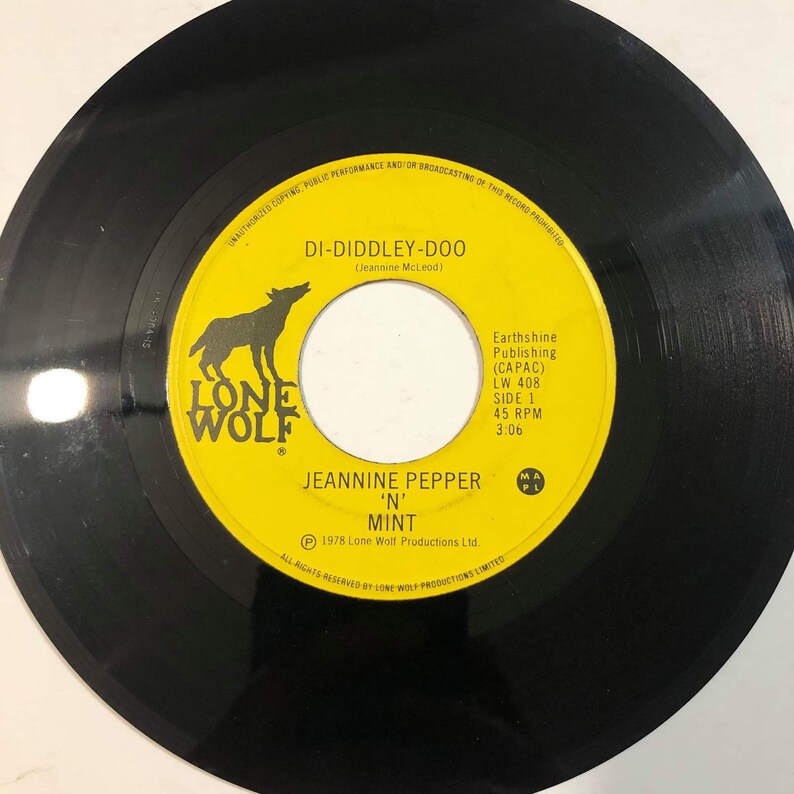 UNAUTHORIZED COPYING, PUBLIC PERFORMANCE AND/OR BROADCASTING OF THIS RECORD PROHIBITED
DI-DIDDLEY-DOO
(Jeannine McLeod)
LONE
WOLF
®
Earthshine
Publishing
(CAPAC)
LW 408
SIDE 1
45 RPM
3:06
JEANNINE PEPPER
'N'
MINT
MA
PL
Ⓟ 1978 Lone Wolf Productions Ltd.
ALL RIGHTS RESERVED BY LONE WOLF PRODUCTIONS LIMITED